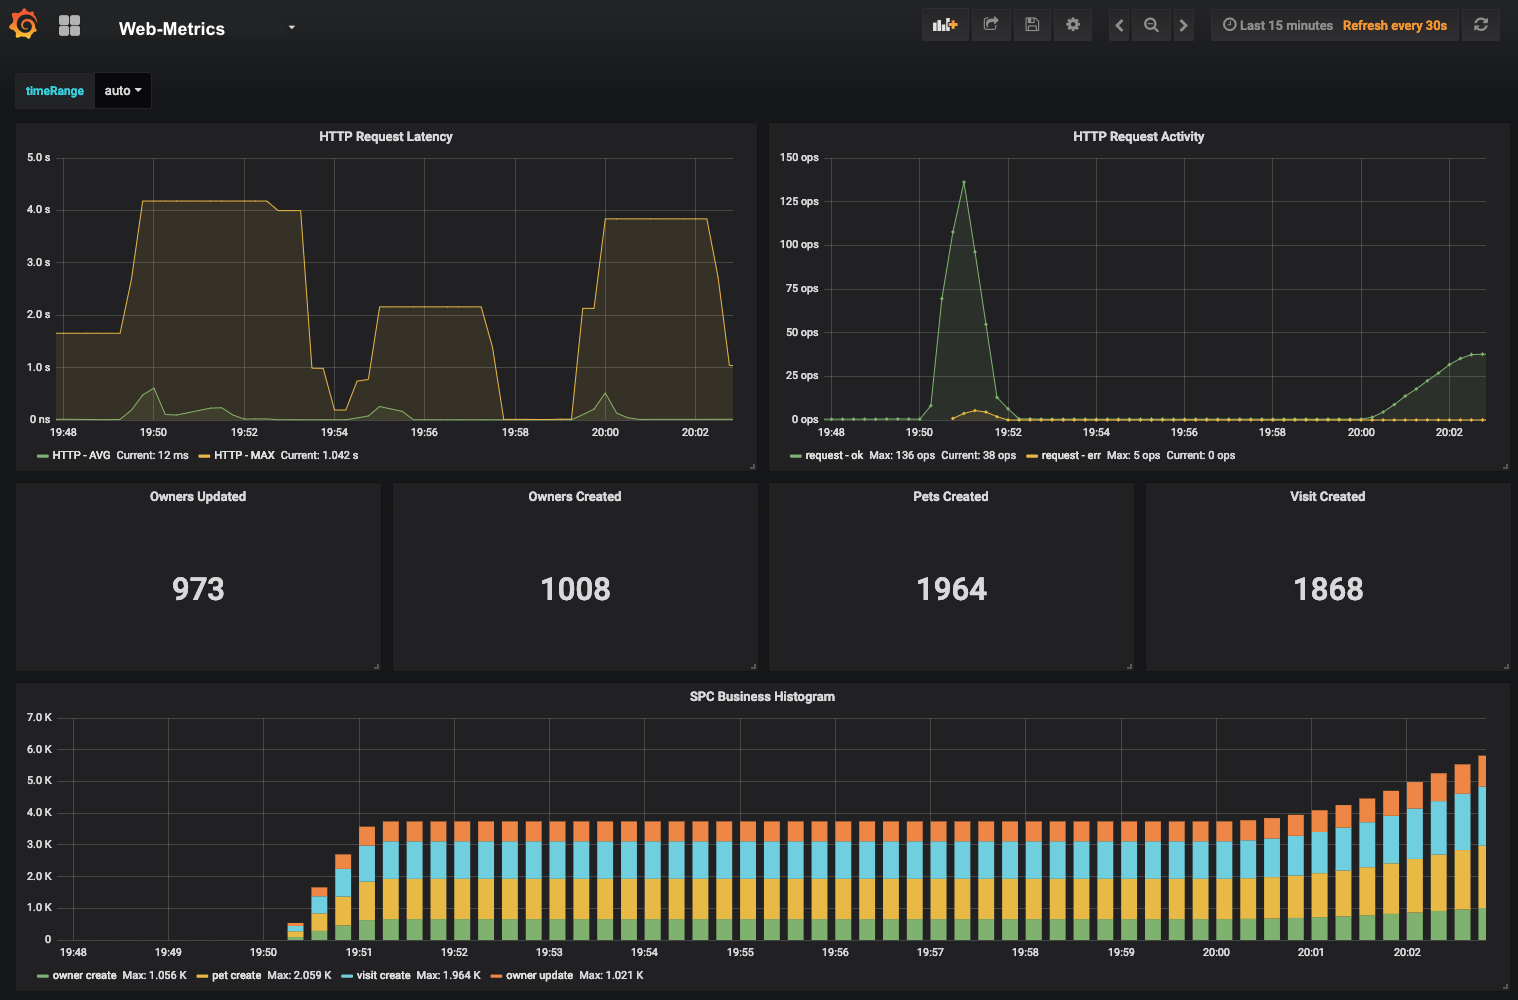 Web-Metrics
Last 15 minutes Refresh every 30s
timeRange auto
HTTP Request Latency
5.0 s
4.0 s
3.0 s
2.0 s
1.0 s
0 ns
19:48 19:50 19:52 19:54 19:56 19:58 20:00 20:02
HTTP - AVG Current: 12 ms HTTP - MAX Current: 1.042 s
HTTP Request Activity
150 ops
125 ops
100 ops
75 ops
50 ops
25 ops
0 ops
19:48 19:50 19:52 19:54 19:56 19:58 20:00 20:02
request - ok Max: 136 ops Current: 38 ops request - err Max: 5 ops Current: 0 ops
Owners Updated
973
Owners Created
1008
Pets Created
1964
Visit Created
1868
SPC Business Histogram
7.0 K
6.0 K
5.0 K
4.0 K
3.0 K
2.0 K
1.0 K
0
19:48 19:49 19:50 19:51 19:52 19:53 19:54 19:55 19:56 19:57 19:58 19:59 20:00 20:01 20:02
owner create Max: 1.056 K pet create Max: 2.059 K visit create Max: 1.964 K owner update Max: 1.021 K